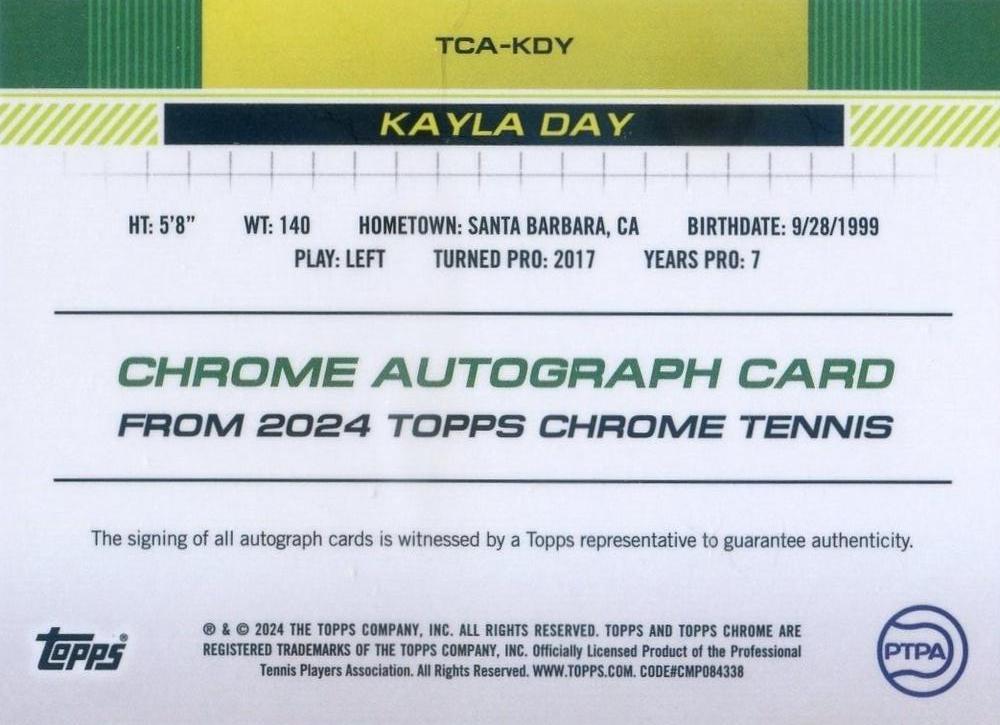 TCA-KDY
KAYLA DAY
HT: 5'8" WT: 140 HOMETOWN: SANTA BARBARA, CA BIRTHDATE: 9/28/1999
PLAY: LEFT TURNED PRO: 2017 YEARS PRO: 7
CHROME AUTOGRAPH CARD
FROM 2024 TOPPS CHROME TENNIS
The signing of all autograph cards is witnessed by a Topps representative to guarantee authenticity.
topps®
® & © 2024 THE TOPPS COMPANY, INC. ALL RIGHTS RESERVED. TOPPS AND TOPPS CHROME ARE
REGISTERED TRADEMARKS OF THE TOPPS COMPANY, INC. Officially Licensed Product of the Professional
Tennis Players Association. All Rights Reserved. WWW.TOPPS.COM. CODE#CMP084338
PTPA